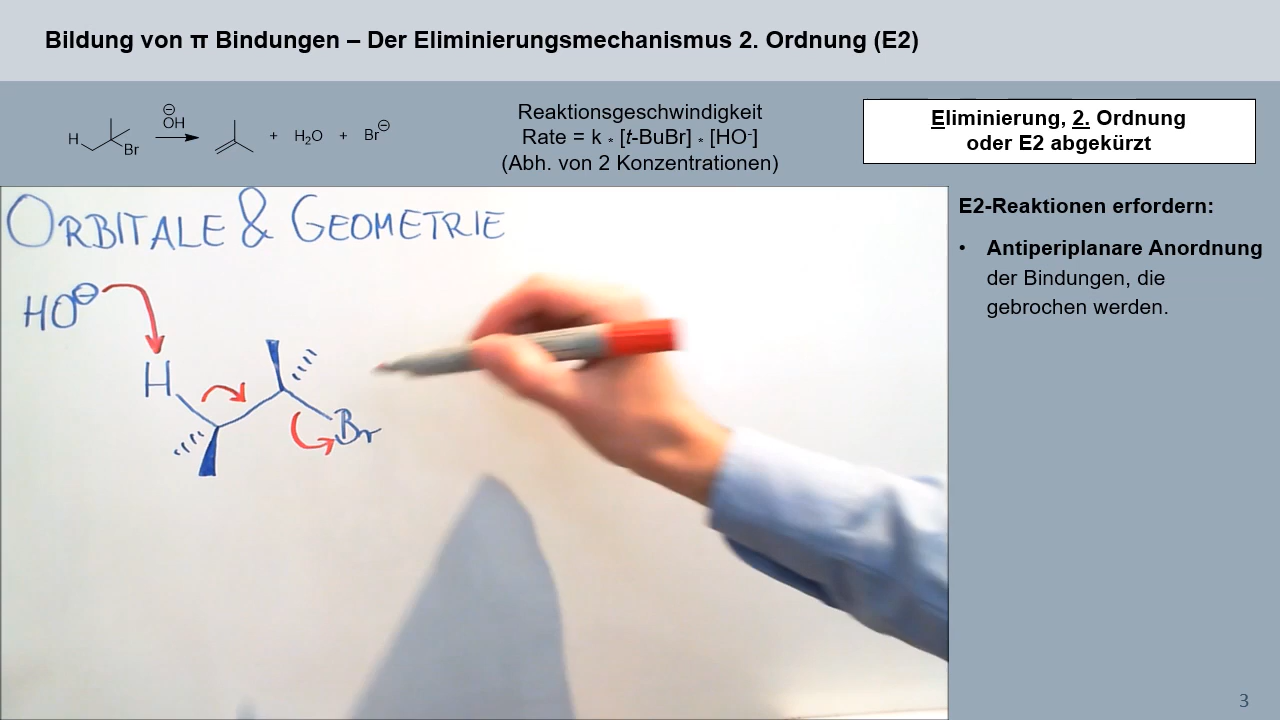 Bildung von π Bindungen – Der Eliminierungsmechanismus 2. Ordnung (E2)
H Br ⊖ OH + H₂O + Br⊖
Reaktionsgeschwindigkeit
Rate = k * [t-BuBr] * [HO-]
(Abh. von 2 Konzentrationen)
Eliminierung, 2. Ordnung
oder E2 abgekürzt
ORBITALE & GEOMETRIE
HO⊖
H
Br
E2-Reaktionen erfordern:
• Antiperiplanare Anordnung
der Bindungen, die
gebrochen werden.
3